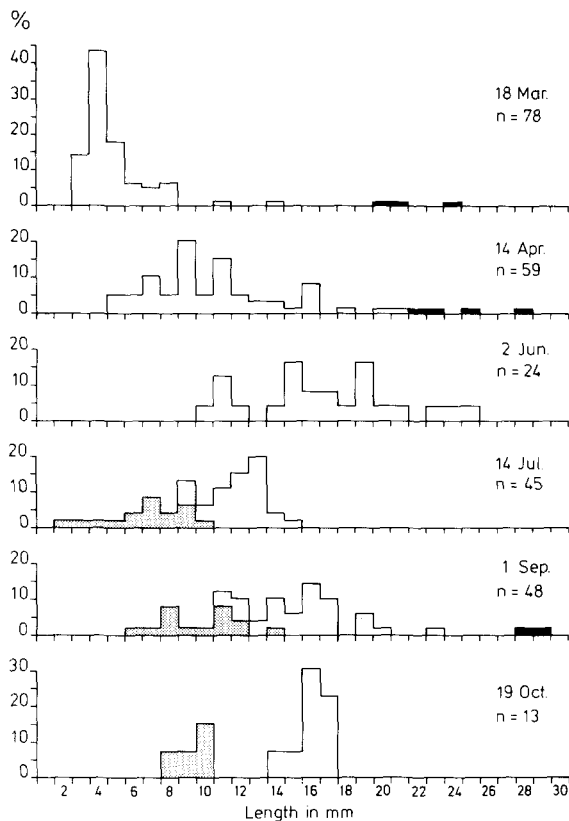 %
40
30
20
10
0
18 Mar.
n = 78
20
10
0
14 Apr.
n = 59
20
10
0
2 Jun.
n = 24
20
10
0
14 Jul.
n = 45
20
10
0
1 Sep.
n = 48
30
20
10
0
19 Oct.
n = 13
2 4 6 8 10 12 14 16 18 20 22 24 26 28 30
Length in mm